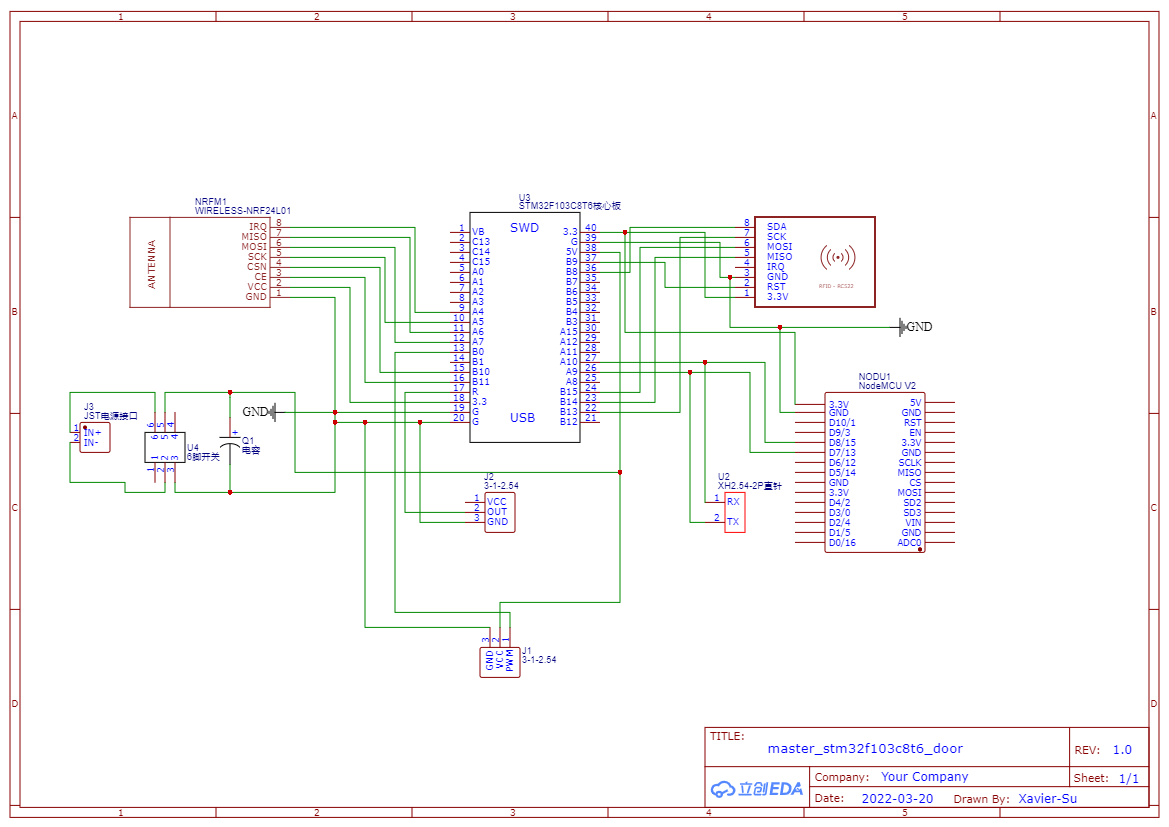 1 2 3 4 5
A A
B B
C C
D D
NRFM1
WIRELESS-NRF24L01
ANTENNA
IRQ 8
MISO 7
MOSI 6
SCK 5
CSN 4
CE 3
VCC 2
GND 1
U3
STM32F103C8T6核心板
SWD
1 VB 3.3 40
2 C13 G 39
3 C14 5V 38
4 C15 B9 37
5 A0 B8 36
6 A1 B7 35
7 A2 B6 34
8 A3 B5 33
9 A4 B4 32
10 A5 B3 31
11 A6 A15 30
12 A7 A12 29
13 B0 A11 28
14 B1 A10 27
15 B10 A9 26
16 B11 A8 25
17 R B15 24
18 3.3 B14 23
19 G B13 22
20 G B12 21
USB
8 SDA
7 SCK
6 MOSI
5 MISO
4 IRQ
3 GND
2 RST
1 3.3V
RFID - RC522
GND
NODU1
NodeMCU V2
3.3V 5V
GND GND
D10/1 RST
D9/3 EN
D8/15 3.3V
D7/13 GND
D6/12 SCLK
D5/14 MISO
GND CS
3.3V MOSI
D4/2 SD2
D3/0 SD3
D2/4 VIN
D1/5 GND
D0/16 ADC0
J3
JST电源接口
1 IN+
2 IN-
6 5 4
6 5 4
1 2 3
1 2 3
U4
6脚开关
GND
+
Q1
电容
J2
3-1-2.54
1 VCC
2 OUT
3 GND
U2
XH2.54-2P直针
1 RX
2 TX
3 2 1
GND VCC PWM
J1
3-1-2.54
TITLE:
master_stm32f103c8t6_door
REV: 1.0
立创EDA
Company: Your Company
Sheet: 1/1
Date: 2022-03-20 Drawn By: Xavier-Su
1 2 3 4 5